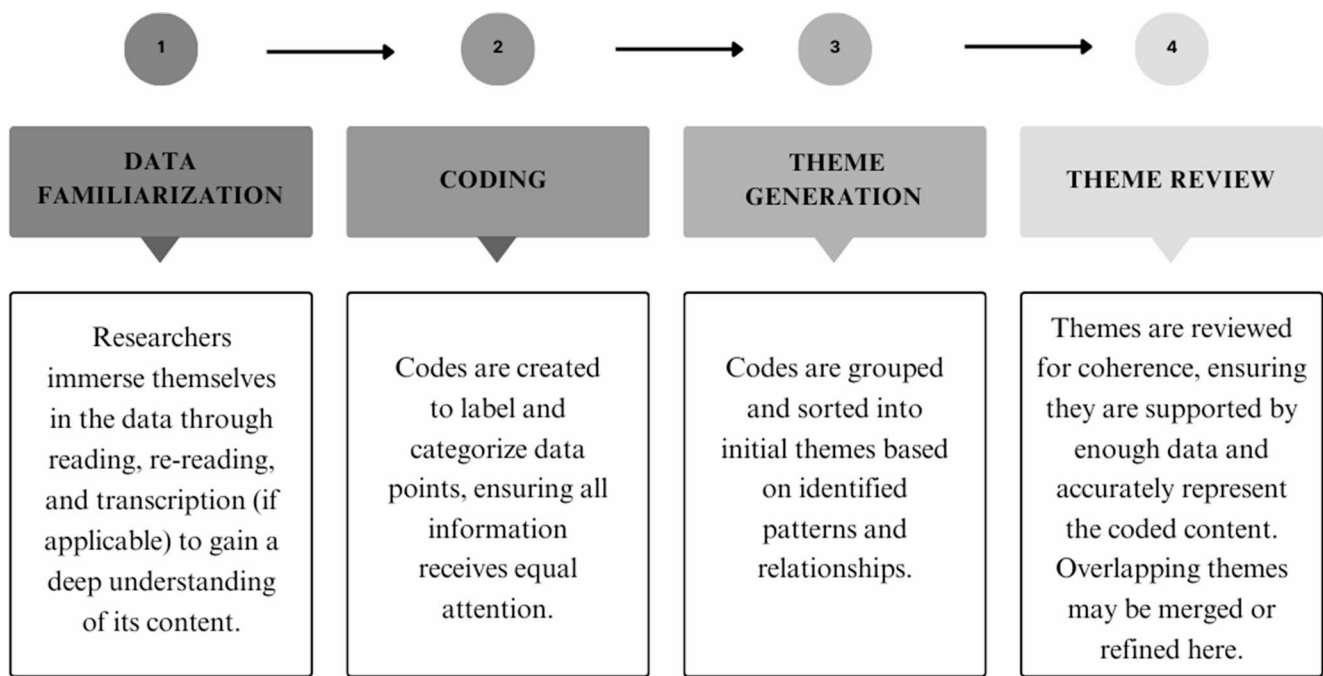 1
2
3
4
DATA
FAMILIARIZATION
CODING
THEME
GENERATION
THEME REVIEW
Researchers
immerse themselves
in the data through
reading, re-reading,
and transcription (if
applicable) to gain a
deep understanding
of its content.
Codes are created
to label and
categorize data
points, ensuring all
information
receives equal
attention.
Codes are grouped
and sorted into
initial themes based
on identified
patterns and
relationships.
Themes are reviewed
for coherence, ensuring
they are supported by
enough data and
accurately represent
the coded content.
Overlapping themes
may be merged or
refined here.